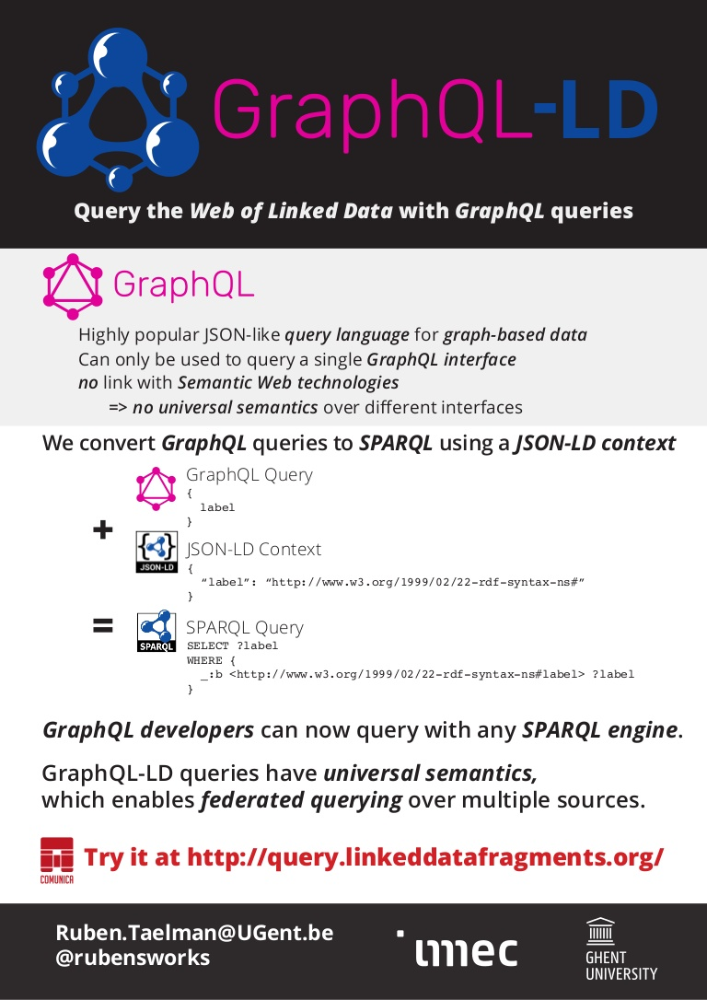 GraphQL-LD
Query the Web of Linked Data with GraphQL queries
GraphQL
Highly popular JSON-like query language for graph-based data
Can only be used to query a single GraphQL interface
no link with Semantic Web technologies
=> no universal semantics over different interfaces
We convert GraphQL queries to SPARQL using a JSON-LD context
GraphQL Query
{
label
}
+
JSON-LD
JSON-LD Context
{
“label”: “http://www.w3.org/1999/02/22-rdf-syntax-ns#”
}
=
SPARQL
SPARQL Query
SELECT ?label
WHERE {
_:b <http://www.w3.org/1999/02/22-rdf-syntax-ns#label> ?label
}
GraphQL developers can now query with any SPARQL engine.
GraphQL-LD queries have universal semantics,
which enables federated querying over multiple sources.
COMUNICA
Try it at http://query.linkeddatafragments.org/
Ruben.Taelman@UGent.be
@rubensworks
imec
GHENT
UNIVERSITY